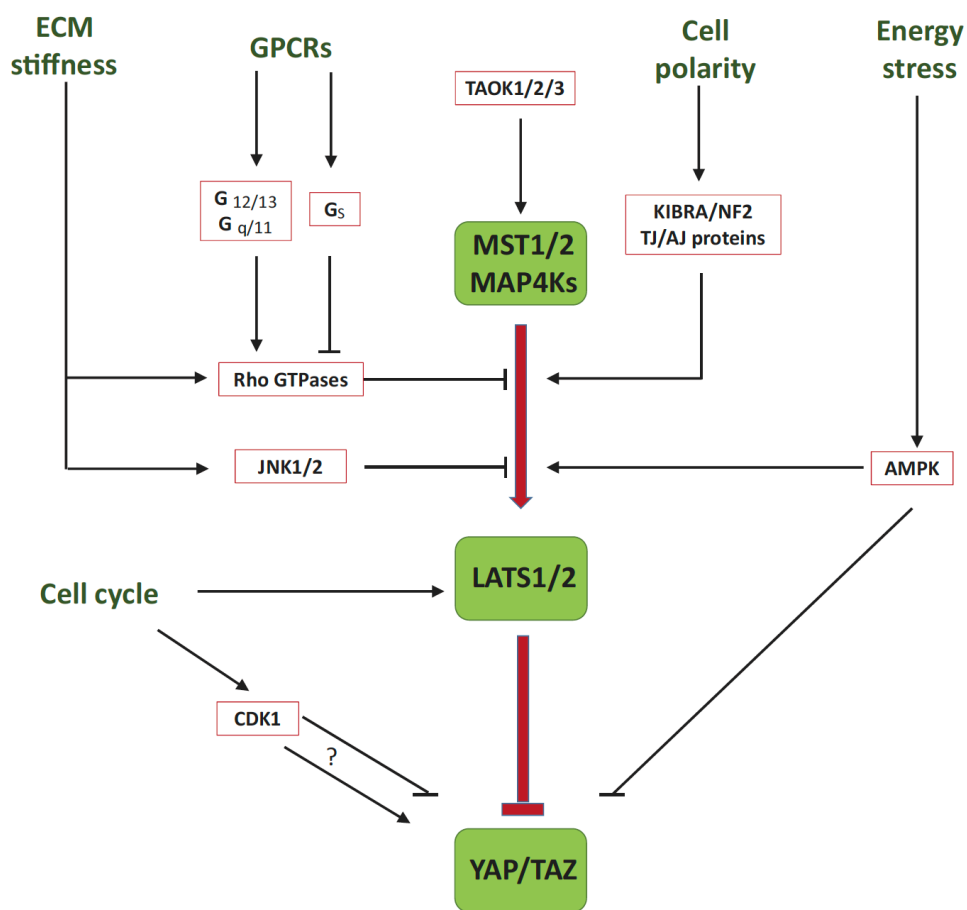 ECM
stiffness
GPCRs
Cell
polarity
Energy
stress
TAOK1/2/3
G 12/13
G q/11
GS
KIBRA/NF2
TJ/AJ proteins
MST1/2
MAP4Ks
Rho GTPases
JNK1/2
AMPK
LATS1/2
Cell cycle
CDK1
?
YAP/TAZ